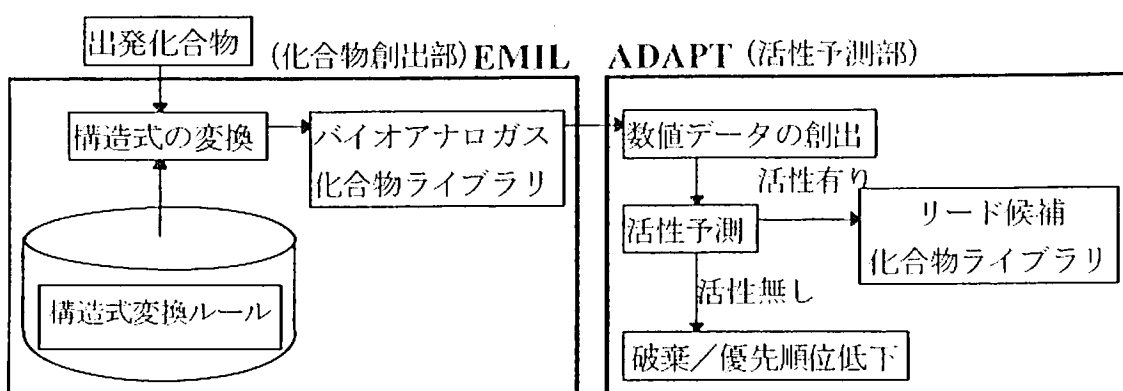 出発化合物
(化合物創出部) EMIL
ADAPT (活性予測部)
構造式の変換
バイオアナロガス
化合物ライブラリ
構造式変換ルール
数値データの創出
活性有り
活性予測
リード候補
化合物ライブラリ
活性無し
破棄／優先順位低下